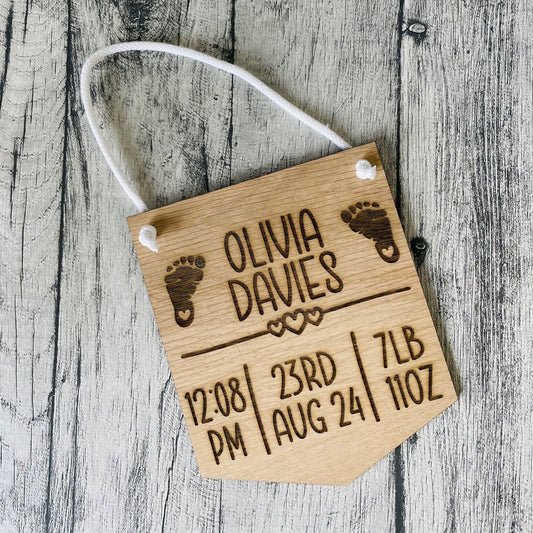 OLIVIA
DAVIES
12:08
PM
23RD
AUG 24
7LB
11OZ